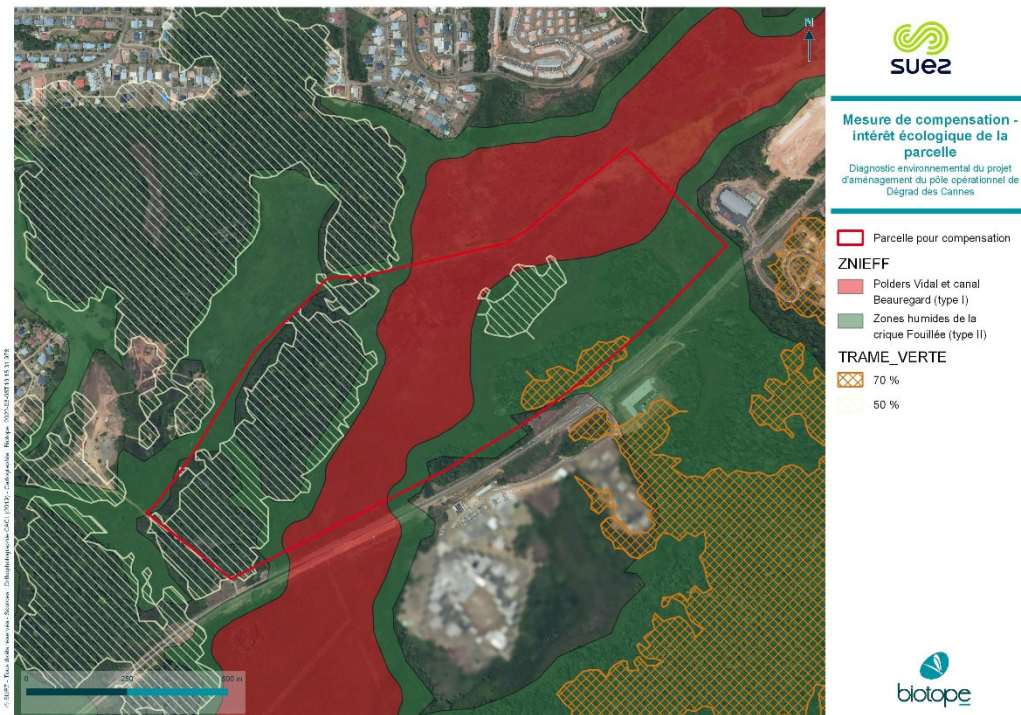 N
suez
Mesure de compensation -
intérêt écologique de la
parcelle
Diagnostic environnemental du projet
d'aménagement du pôle opérationnel de
Dégrad des Cannes
Parcelle pour compensation
ZNIEFF
Polders Vidal et canal
Beauregard (type I)
Zones humides de la
crique Fouillée (type II)
TRAME_VERTE
70 %
50 %
0 250 500 m
biotope